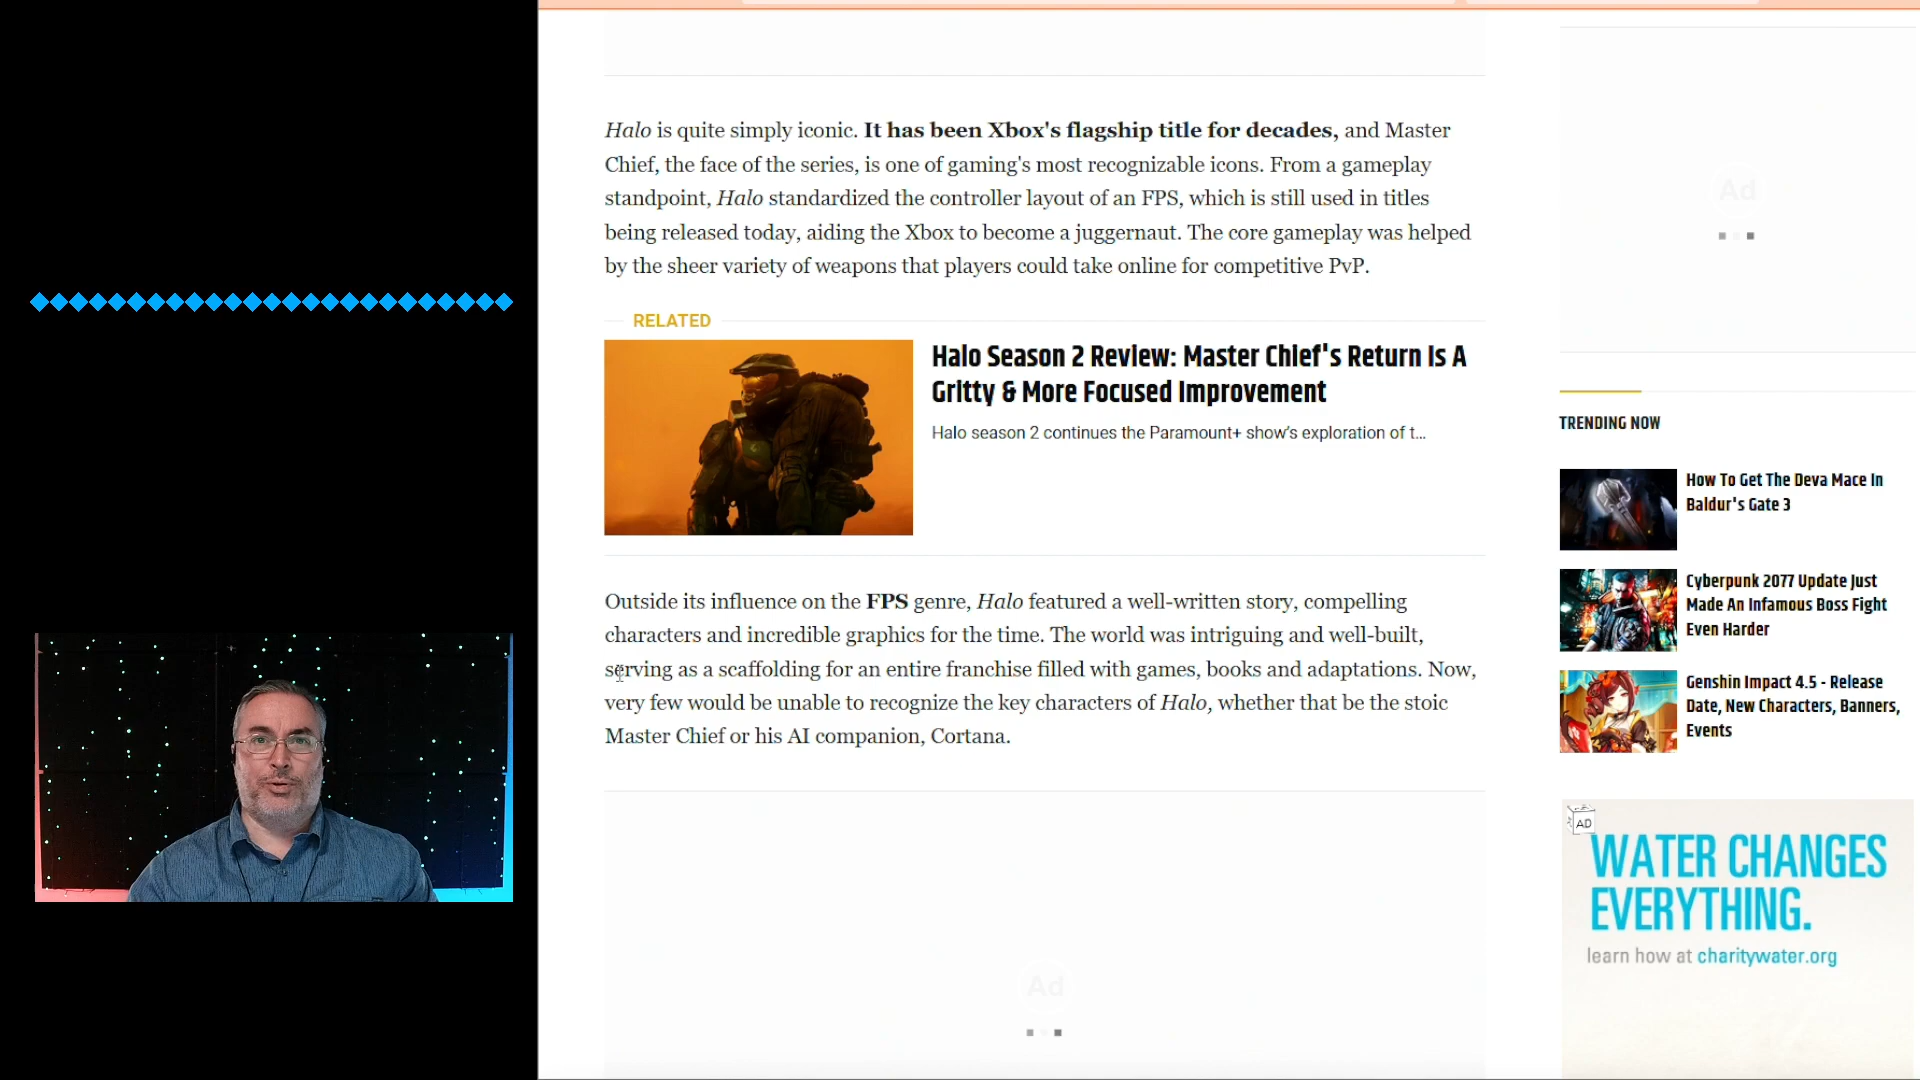 Halo is quite simply iconic. It has been Xbox's flagship title for decades, and Master
Chief, the face of the series, is one of gaming's most recognizable icons. From a gameplay
standpoint, Halo standardized the controller layout of an FPS, which is still used in titles
being released today, aiding the Xbox to become a juggernaut. The core gameplay was helped
by the sheer variety of weapons that players could take online for competitive PvP.
RELATED
Halo Season 2 Review: Master Chief's Return Is A
Gritty & More Focused Improvement
Halo season 2 continues the Paramount+ show's exploration of t...
Outside its influence on the FPS genre, Halo featured a well-written story, compelling
characters and incredible graphics for the time. The world was intriguing and well-built,
serving as a scaffolding for an entire franchise filled with games, books and adaptations. Now,
very few would be unable to recognize the key characters of Halo, whether that be the stoic
Master Chief or his AI companion, Cortana.
Ad
Ad
TRENDING NOW
How To Get The Deva Mace In
Baldur's Gate 3
Cyberpunk 2077 Update Just
Made An Infamous Boss Fight
Even Harder
Genshin Impact 4.5 - Release
Date, New Characters, Banners,
Events
AD
WATER CHANGES
EVERYTHING.
learn how at charitywater.org